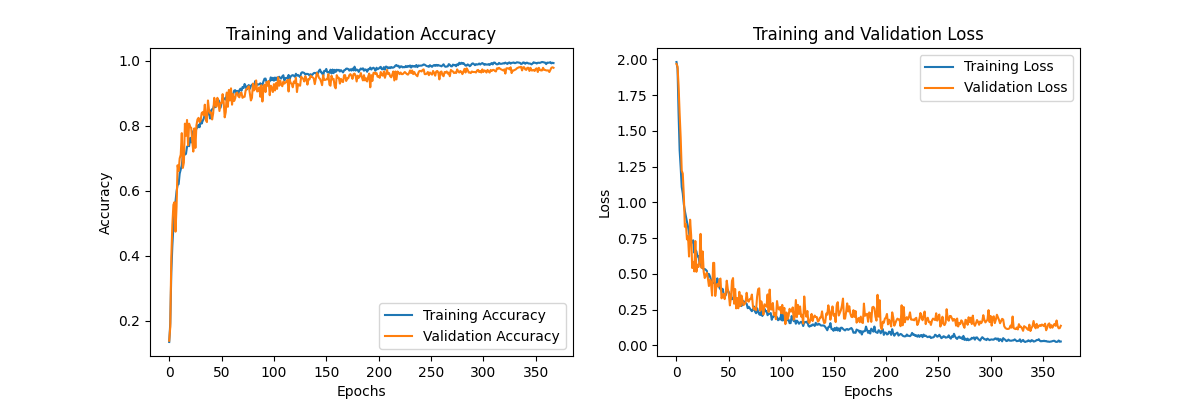 Training and Validation Accuracy
1.0
0.8
0.6
0.4
0.2
Accuracy
0 50 100 150 200 250 300 350
Epochs
Training Accuracy
Validation Accuracy
Training and Validation Loss
2.00
1.75
1.50
1.25
1.00
0.75
0.50
0.25
0.00
Loss
0 50 100 150 200 250 300 350
Epochs
Training Loss
Validation Loss